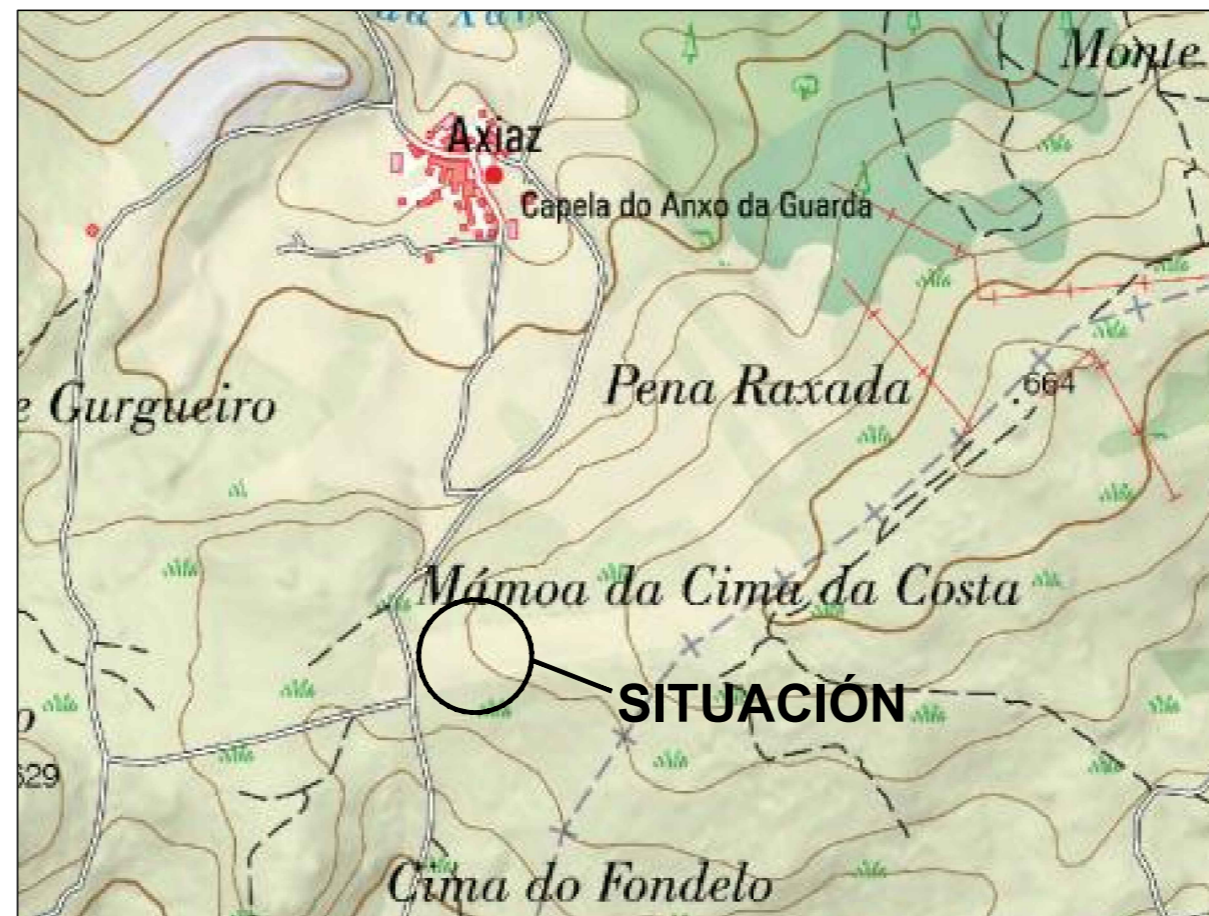 Monte
Axiaz
Capela do Anxo da Guarda
Pena Raxada
664
e Gurgueiro
Mámoa da Cima da Costa
SITUACIÓN
629
Cima do Fondelo